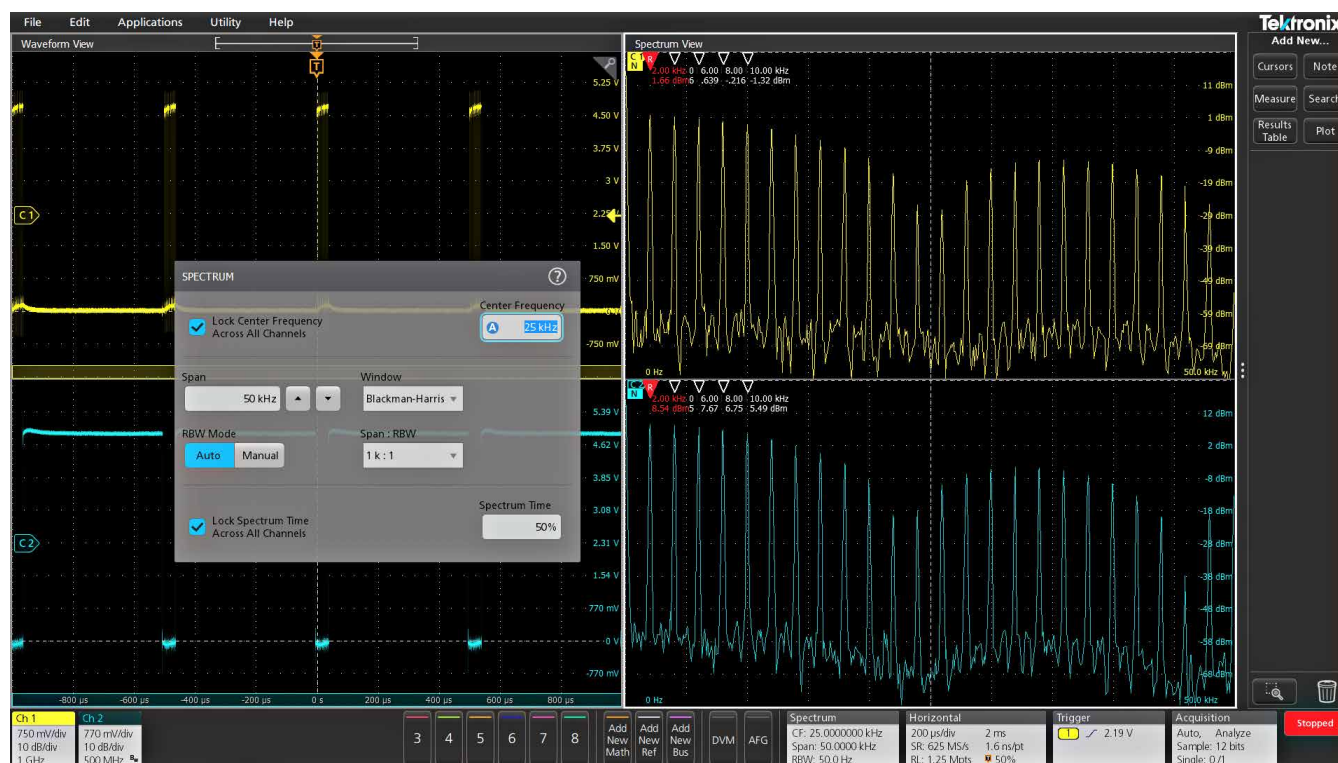 File Edit Applications Utility Help
Tektronix
Waveform View
Spectrum View
Add New...
Cursors Note
Measure Search
Results Table Plot
T
T
5.25 V
4.50 V
3.75 V
3 V
2.25 V
1.50 V
750 mV
-750 mV
C1
C 1
N
R
2.00 kHz 0 6.00 8.00 10.00 kHz
1.66 dBm6 .639 -.216 -1.32 dBm
11 dBm
1 dBm
-9 dBm
-19 dBm
-29 dBm
-39 dBm
-49 dBm
-59 dBm
-69 dBm
0 Hz
50.0 kHz
SPECTRUM
?
Lock Center Frequency
Across All Channels
Center Frequency
A 25 kHz
Span
50 kHz
Window
Blackman-Harris
RBW Mode
Auto Manual
Span : RBW
1 k : 1
Lock Spectrum Time
Across All Channels
Spectrum Time
50%
5.39 V
4.62 V
3.85 V
3.08 V
2.31 V
1.54 V
770 mV
0 V
-770 mV
C2
C2
N
R
2.00 kHz 0 6.00 8.00 10.00 kHz
8.54 dBm5 7.67 6.75 5.49 dBm
12 dBm
2 dBm
-8 dBm
-18 dBm
-28 dBm
-38 dBm
-48 dBm
-58 dBm
-68 dBm
0 Hz
50.0 kHz
-800 µs -600 µs -400 µs -200 µs 0 s 200 µs 400 µs 600 µs 800 µs
Ch 1
750 mV/div
10 dB/div
1 GHz
Ch 2
770 mV/div
10 dB/div
500 MHz
3 4 5 6 7 8
Add New Math
Add New Ref
Add New Bus
DVM
AFG
Spectrum
CF: 25.0000000 kHz
Span: 50.0000 kHz
RBW: 50.0 Hz
Horizontal
200 µs/div 2 ms
SR: 625 MS/s 1.6 ns/pt
RL: 1.25 Mpts 50%
Trigger
1 2.19 V
Acquisition
Auto, Analyze
Sample: 12 bits
Single: 0/1
Stopped